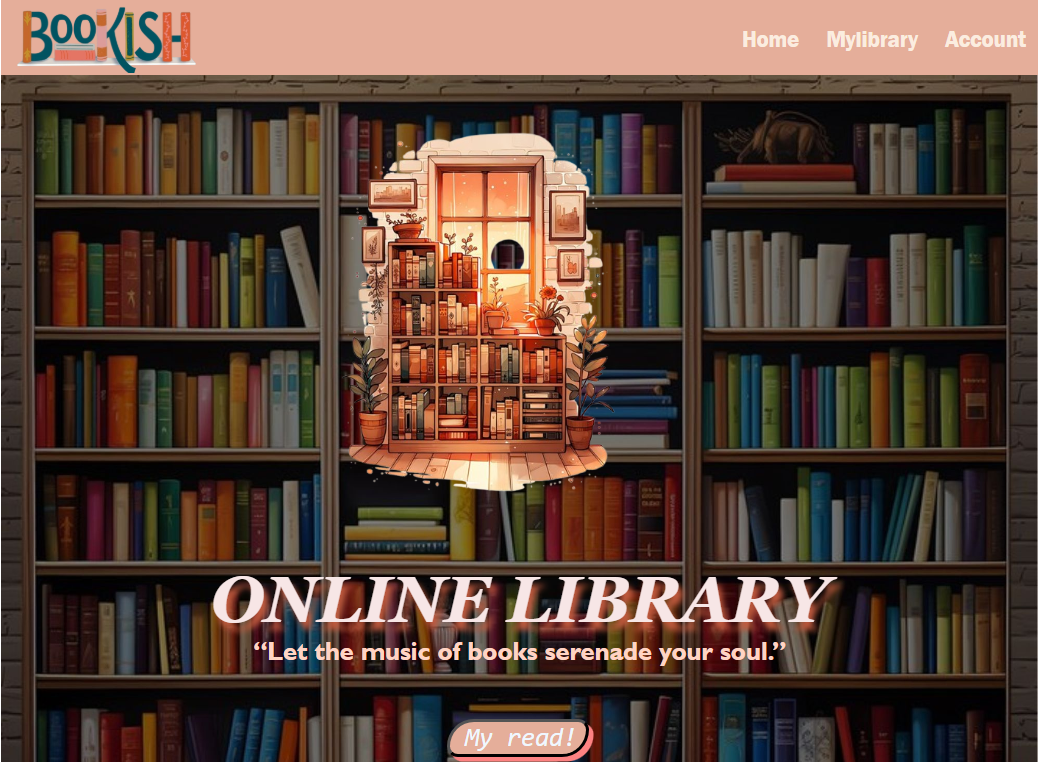 BOOKISH
Home Mylibrary Account
ONLINE LIBRARY
“Let the music of books serenade your soul.”
My read!